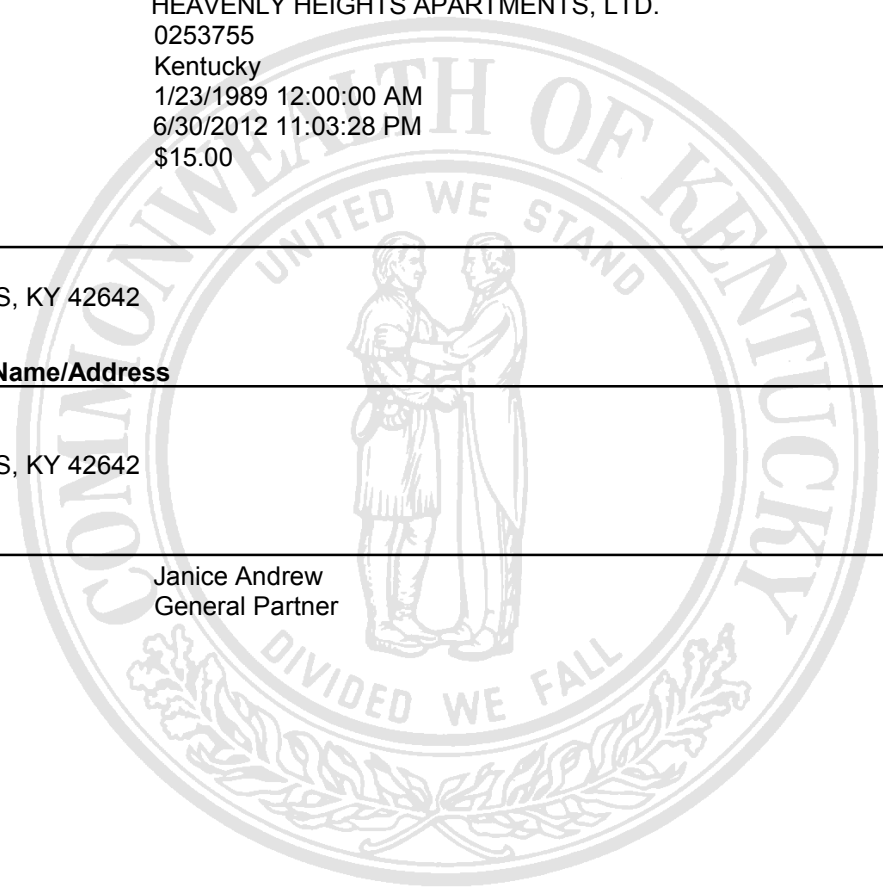 HEAVENLY HEIGHTS APARTMENTS, LTD.
0253755
Kentucky
1/23/1989 12:00:00 AM
6/30/2012 11:03:28 PM
$15.00
S, KY 42642
Name/Address
S, KY 42642
Janice Andrew
General Partner
COMMONWEALTH OF KENTUCKY
UNITED WE STAND
DIVIDED WE FALL